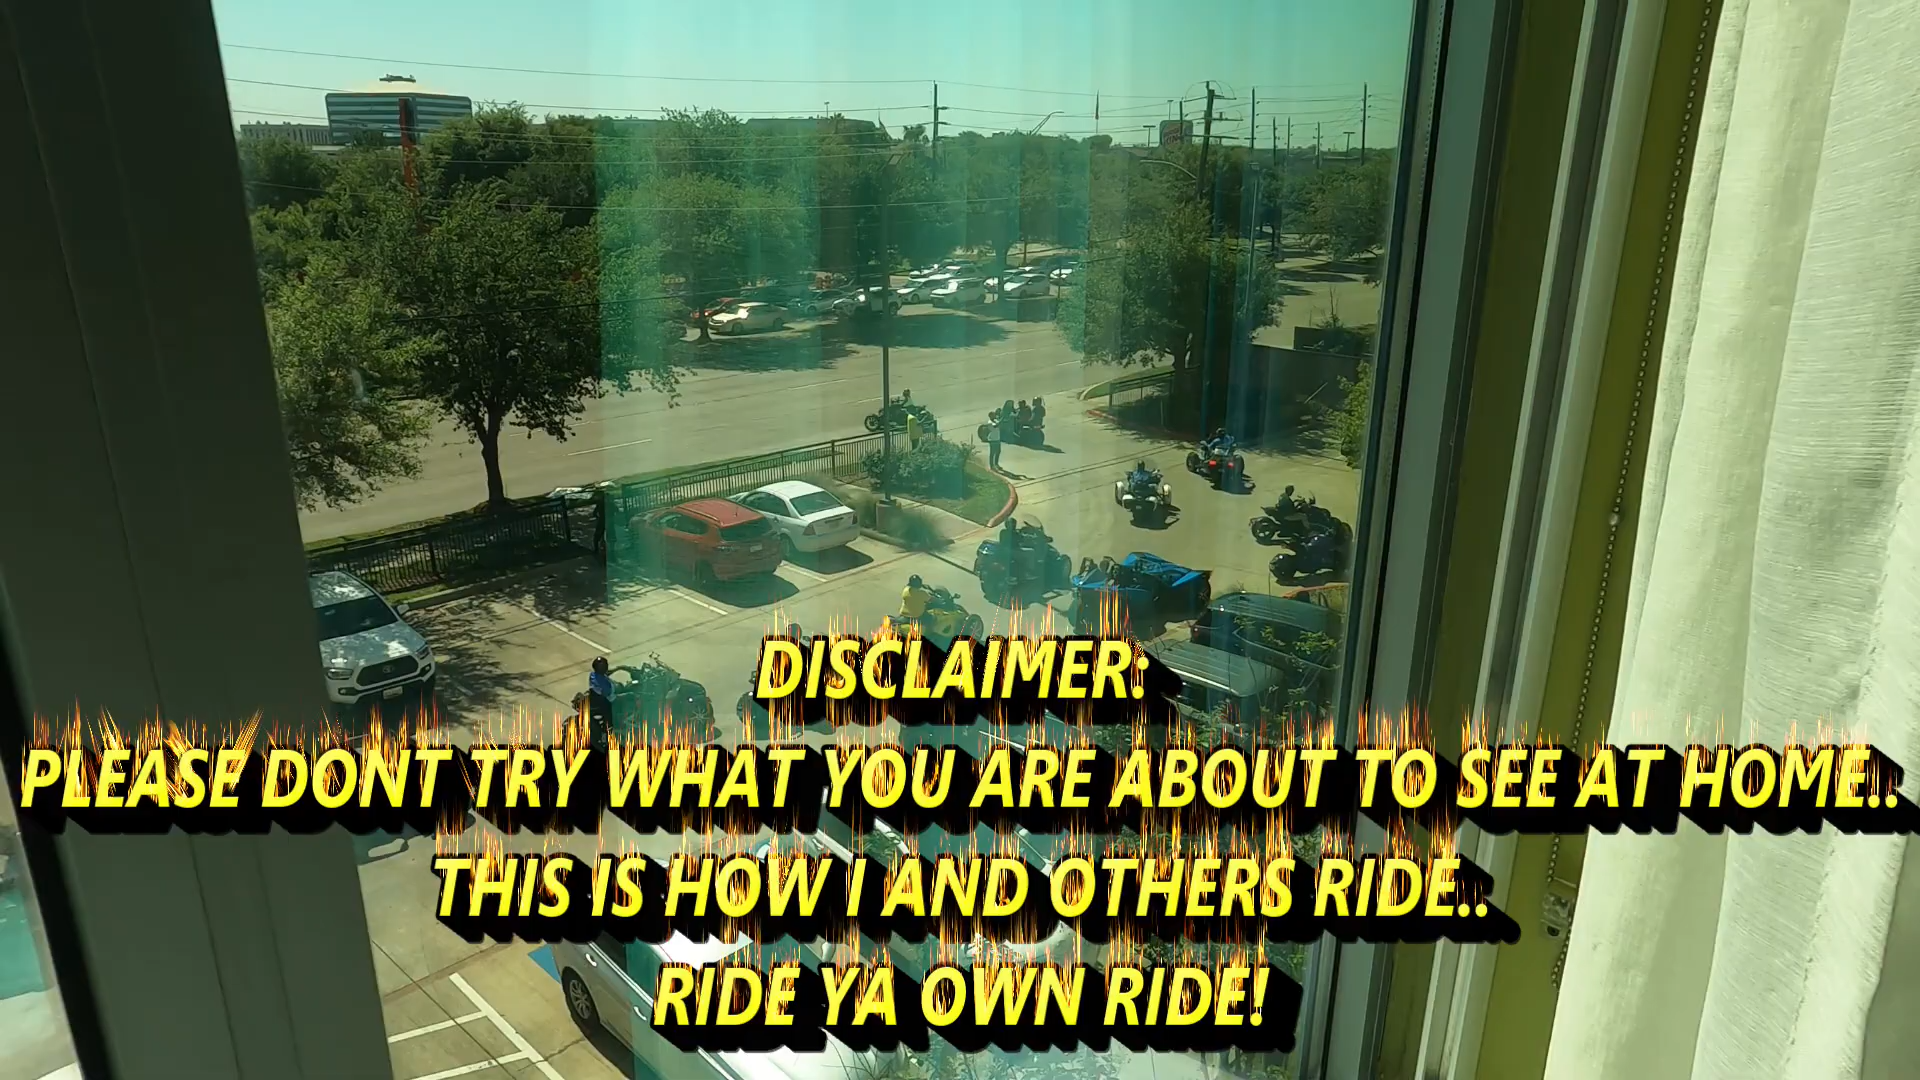 DISCLAIMER:
PLEASE DONT TRY WHAT YOU ARE ABOUT TO SEE AT HOME..
THIS IS HOW I AND OTHERS RIDE..
RIDE YA OWN RIDE!